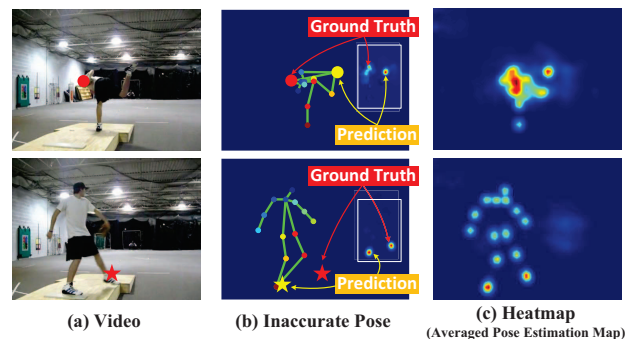 Ground Truth
Prediction
Ground Truth
Prediction
(a) Video
(b) Inaccurate Pose
(c) Heatmap
(Averaged Pose Estimation Map)